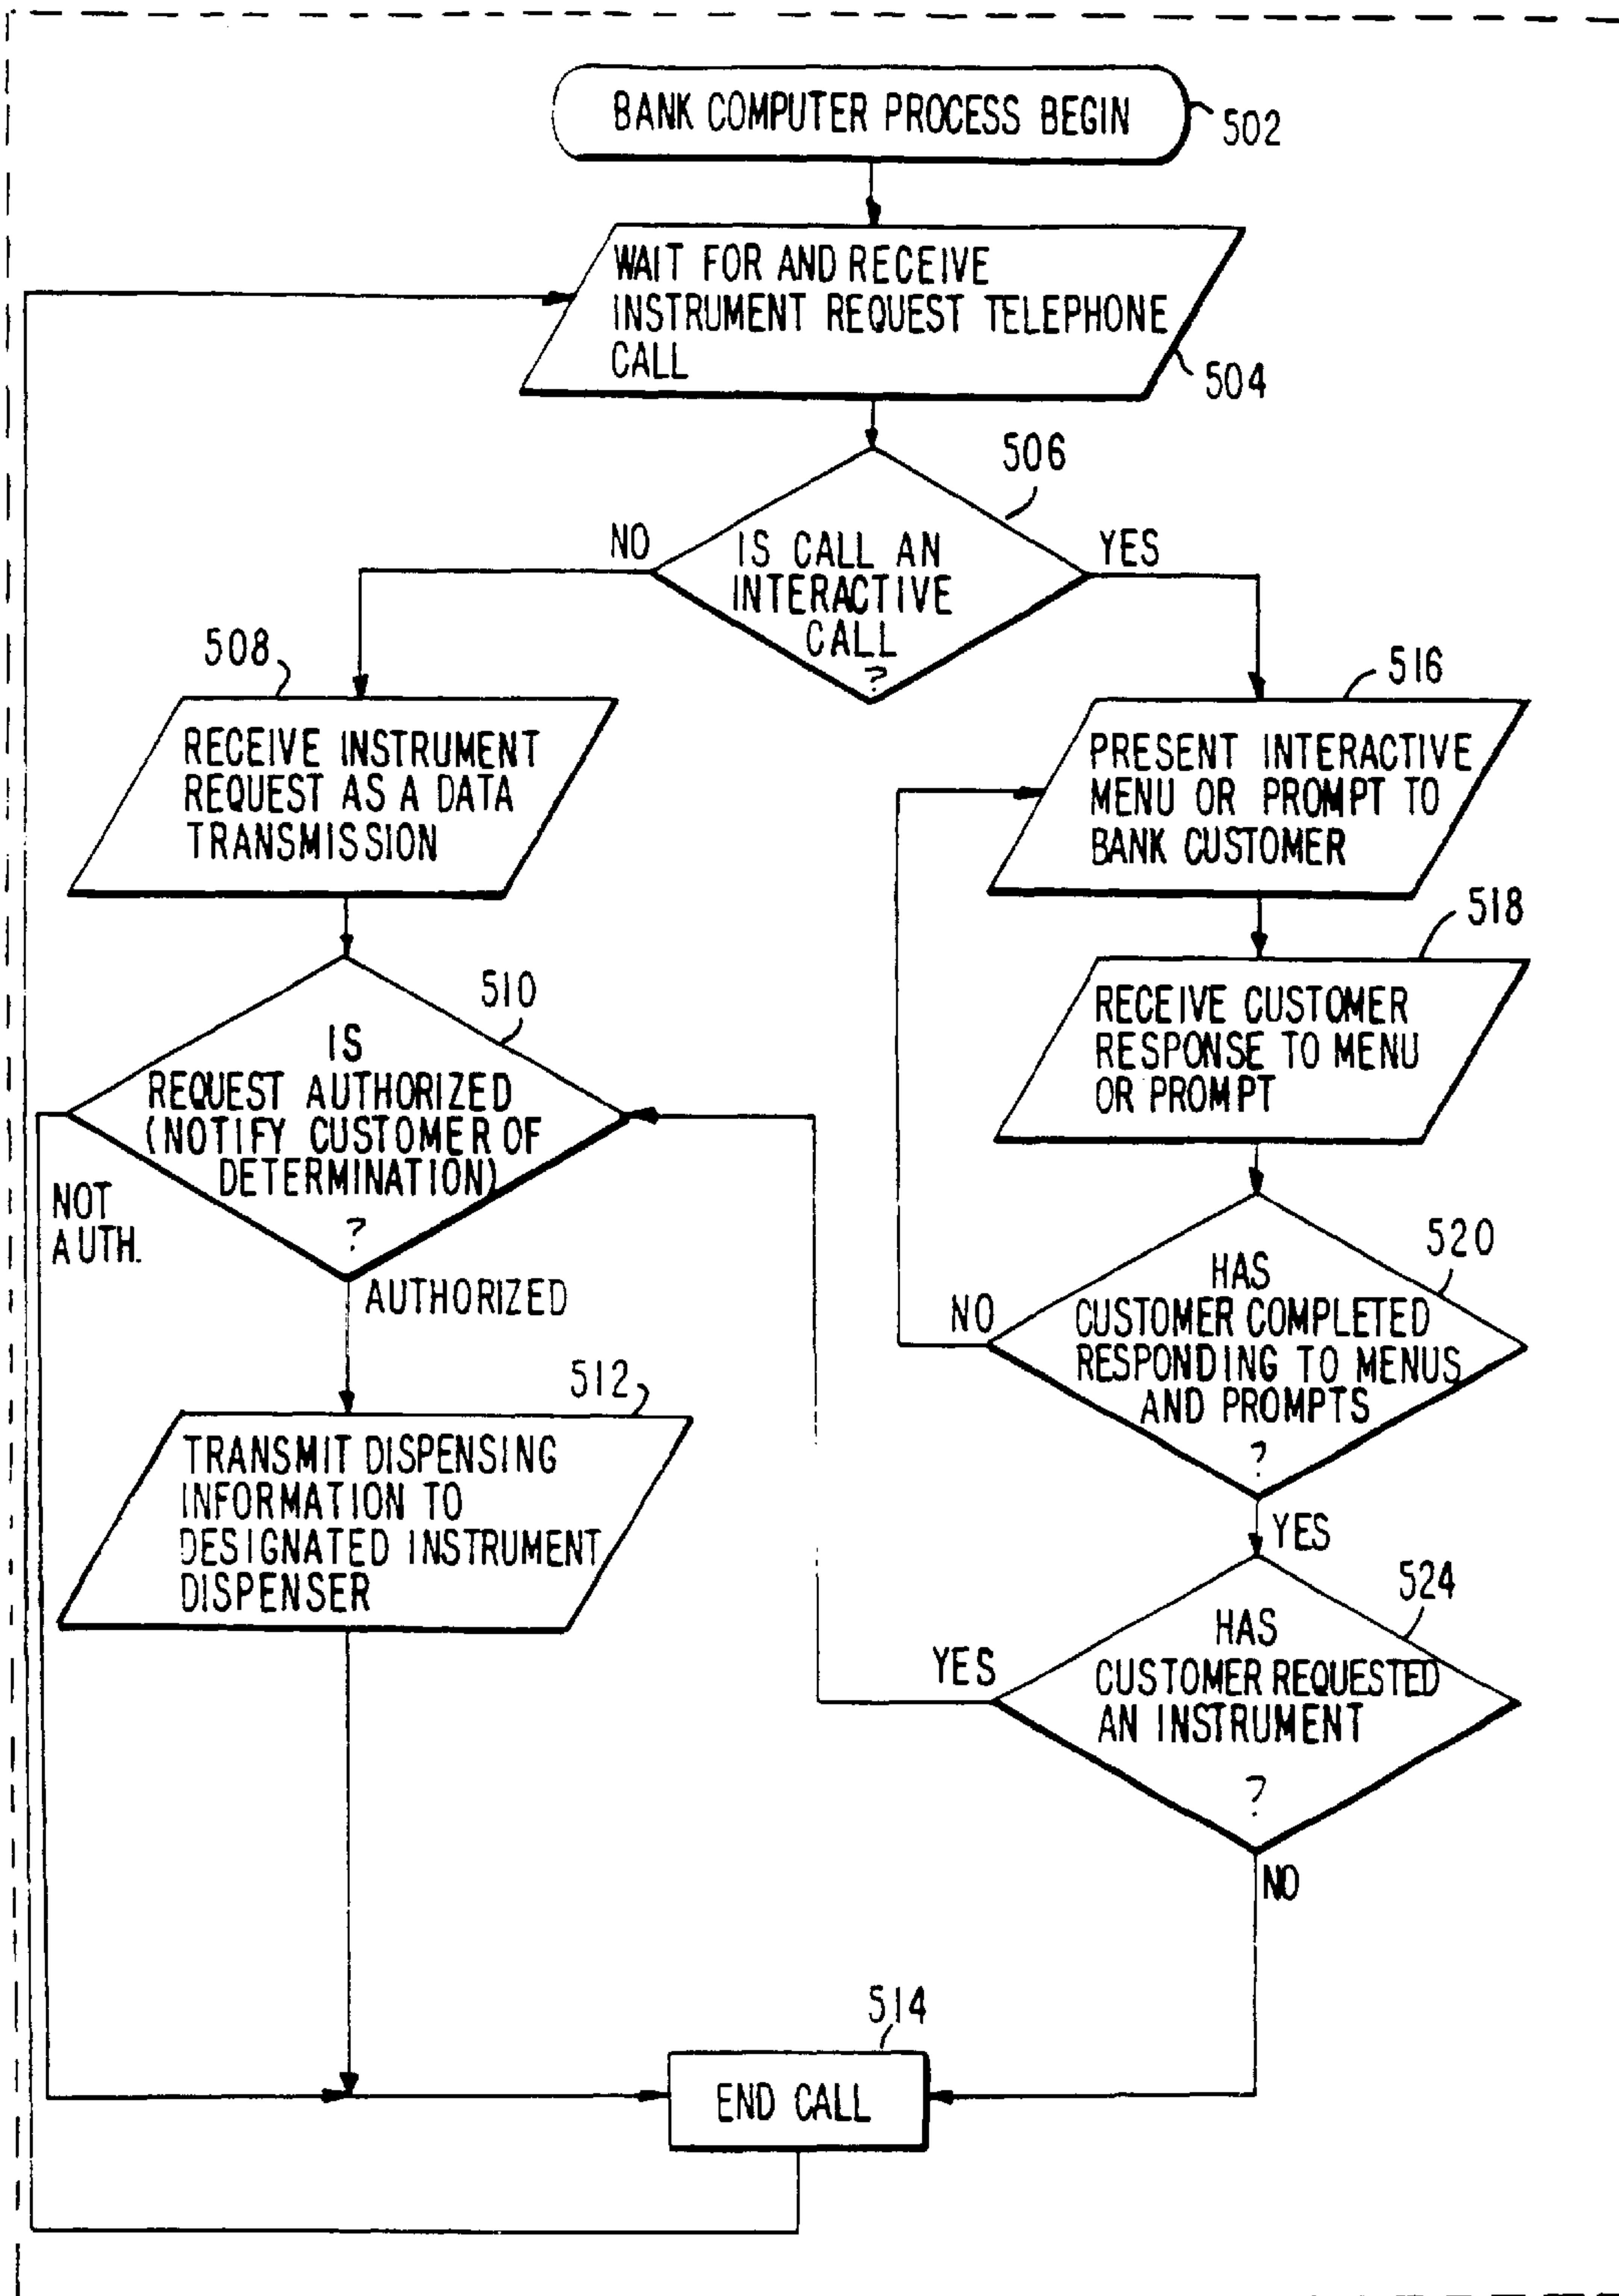 BANK COMPUTER PROCESS BEGIN
502
WAIT FOR AND RECEIVE
INSTRUMENT REQUEST TELEPHONE
CALL
504
506
NO
YES
IS CALL AN
INTERACTIVE
CALL
?
508
RECEIVE INSTRUMENT
REQUEST AS A DATA
TRANSMISSION
516
PRESENT INTERACTIVE
MENU OR PROMPT TO
BANK CUSTOMER
518
RECEIVE CUSTOMER
RESPONSE TO MENU
OR PROMPT
510
IS
REQUEST AUTHORIZED
(NOTIFY CUSTOMER OF
DETERMINATION)
?
NOT
AUTH.
AUTHORIZED
520
HAS
CUSTOMER COMPLETED
RESPONDING TO MENUS
AND PROMPTS
?
NO
YES
512
TRANSMIT DISPENSING
INFORMATION TO
DESIGNATED INSTRUMENT
DISPENSER
524
HAS
CUSTOMER REQUESTED
AN INSTRUMENT
?
YES
NO
514
END CALL